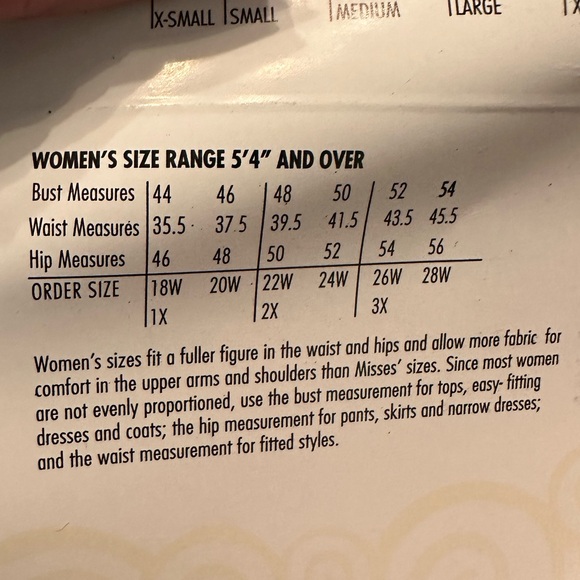 X-SMALL SMALL MEDIUM LARGE X
WOMEN'S SIZE RANGE 5'4" AND OVER
Bust Measures 44 46 48 50 52 54
Waist Measures 35.5 37.5 39.5 41.5 43.5 45.5
Hip Measures 46 48 50 52 54 56
ORDER SIZE 18W 20W 22W 24W 26W 28W
1X 2X 3X
Women's sizes fit a fuller figure in the waist and hips and allow more fabric for
comfort in the upper arms and shoulders than Misses' sizes. Since most women
are not evenly proportioned, use the bust measurement for tops, easy-fitting
dresses and coats; the hip measurement for pants, skirts and narrow dresses;
and the waist measurement for fitted styles.